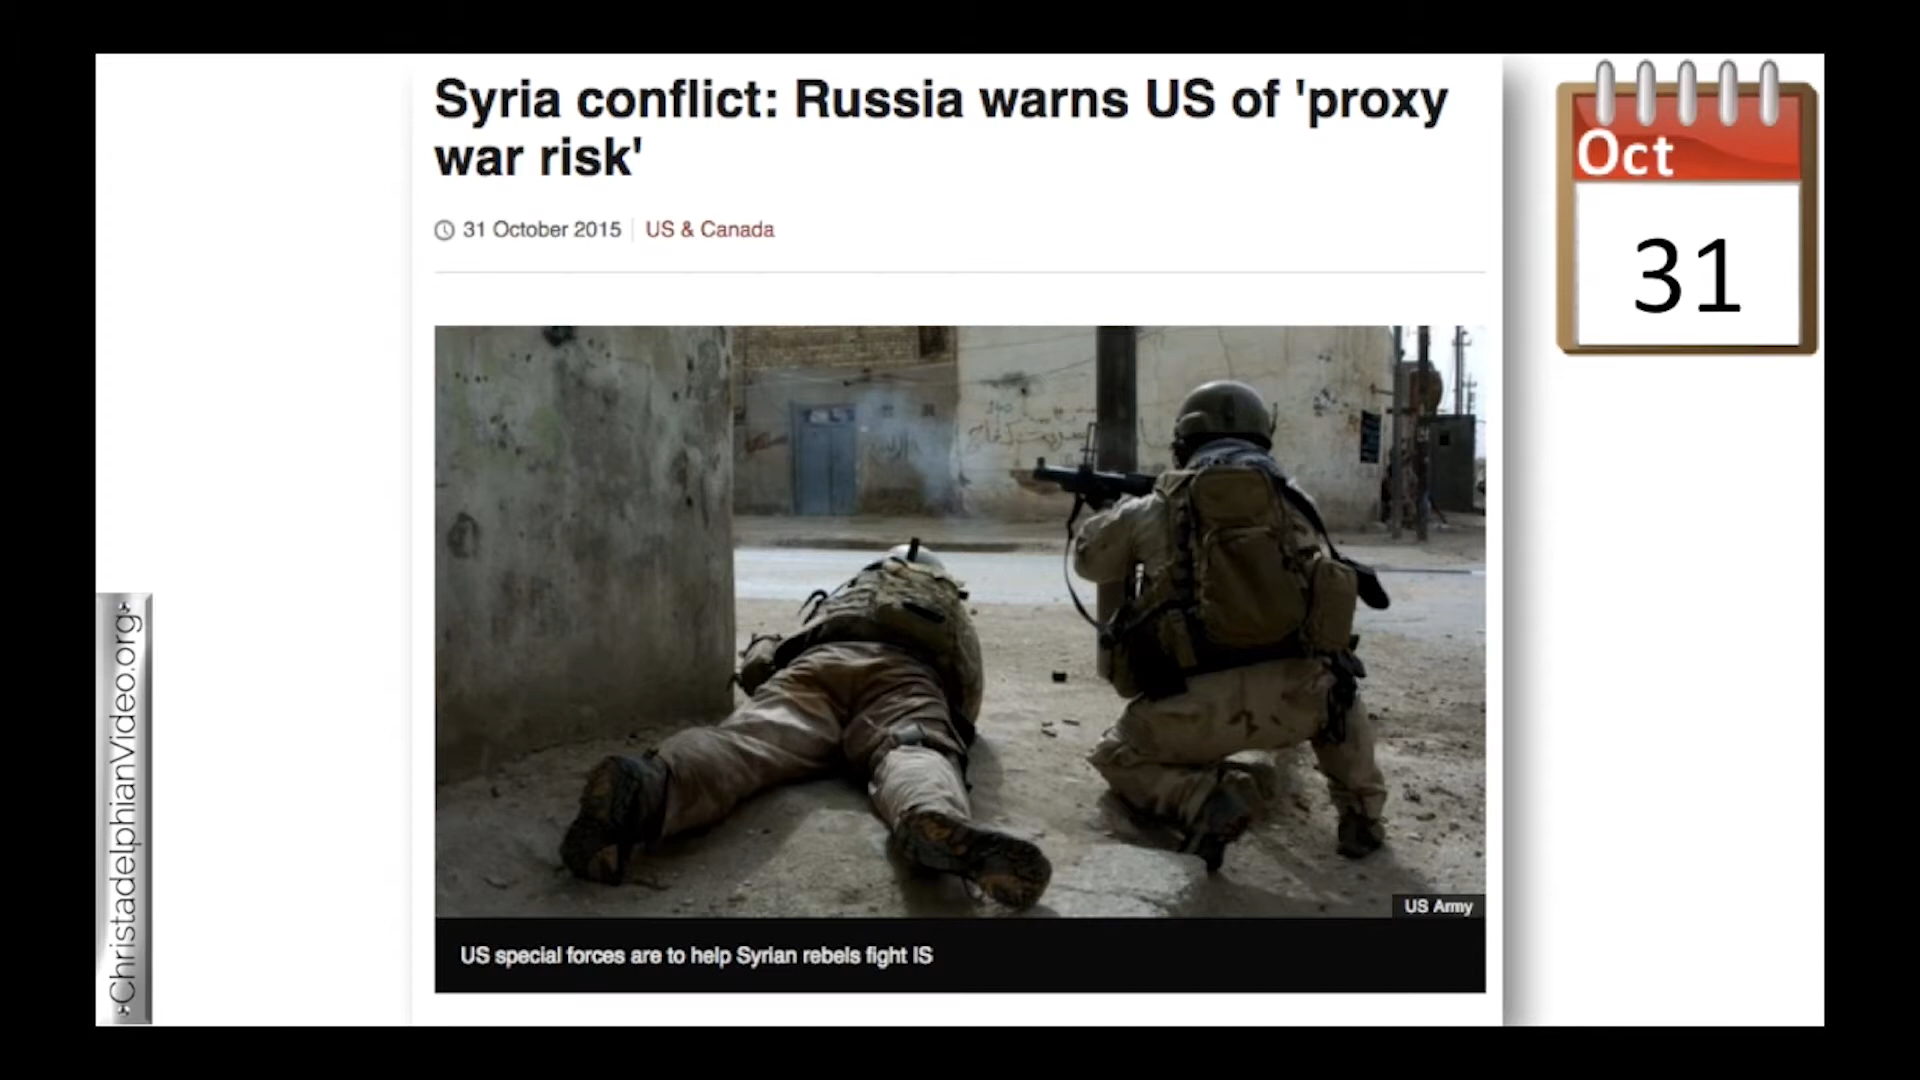 Syria conflict: Russia warns US of 'proxy
war risk'
31 October 2015
US & Canada
Oct
31
US Army
US special forces are to help Syrian rebels fight IS
•ChristadelphianVideo.org•